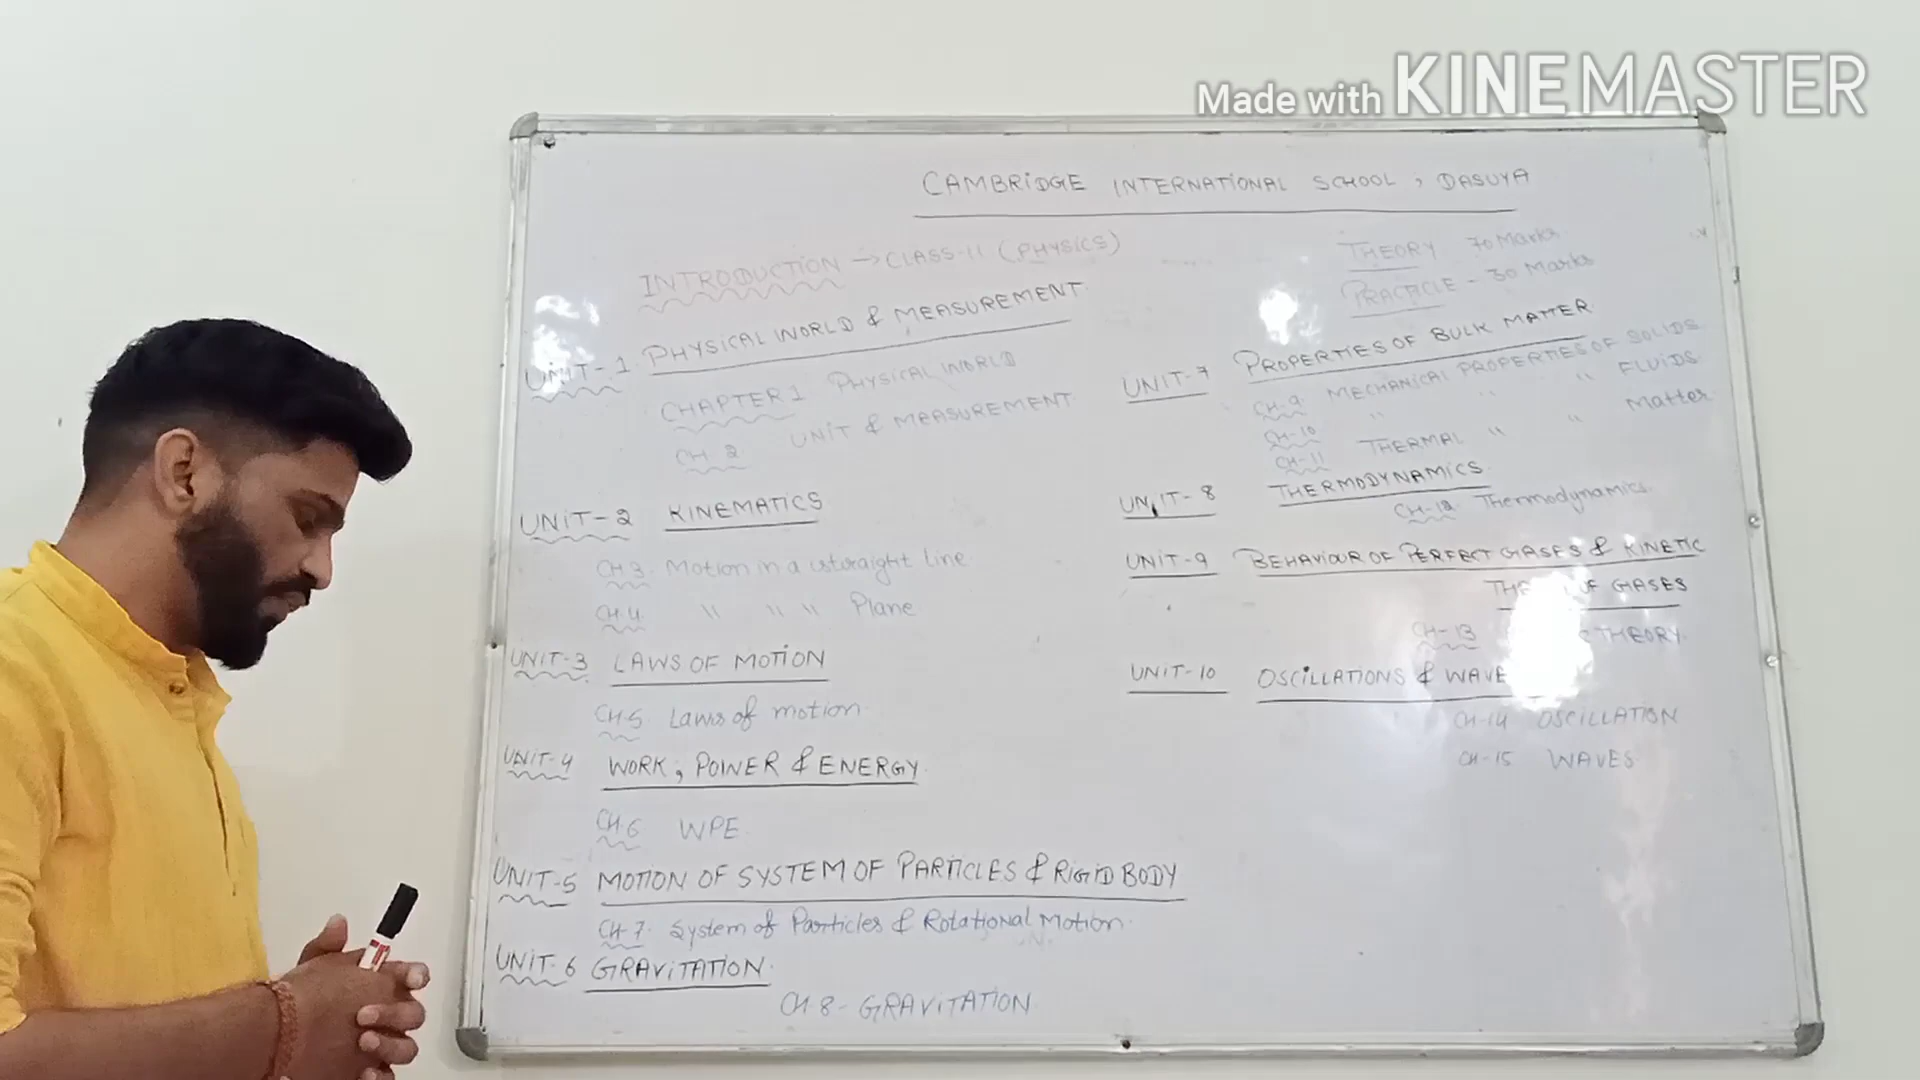 Made with KINEMASTER
CAMBRIDGE INTERNATIONAL SCHOOL, DASUYA
INTRODUCTION → CLASS-11 (PHYSICS)
THEORY 70 Marks
PRACTICLE - 30 Marks
UNIT-1 PHYSICAL WORLD & MEASUREMENT
CHAPTER 1 PHYSICAL WORLD
CH. 2 UNIT & MEASUREMENT
UNIT-2 KINEMATICS
CH 3. Motion in a straight line
CH.4 " " " Plane
UNIT-3 LAWS OF MOTION
CH.5 Laws of motion
UNIT-4 WORK, POWER & ENERGY
CH.6 WPE
UNIT-5 MOTION OF SYSTEM OF PARTICLES & RIGID BODY
CH.7. System of Particles & Rotational Motion.
UNIT-6 GRAVITATION
CH 8 - GRAVITATION
UNIT-7 PROPERTIES OF BULK MATTER
CH-9 MECHANICAL PROPERTIES OF SOLIDS
CH-10 " " " FLUIDS
CH-11 THERMAL " " Matter
UNIT-8 THERMODYNAMICS
CH-12 Thermodynamics
UNIT-9 BEHAVIOUR OF PERFECT GASES & KINETIC
OF GASES
CH-13 THEORY
UNIT-10 OSCILLATIONS & WAVE
CH-14 OSCILLATION
CH-15 WAVES